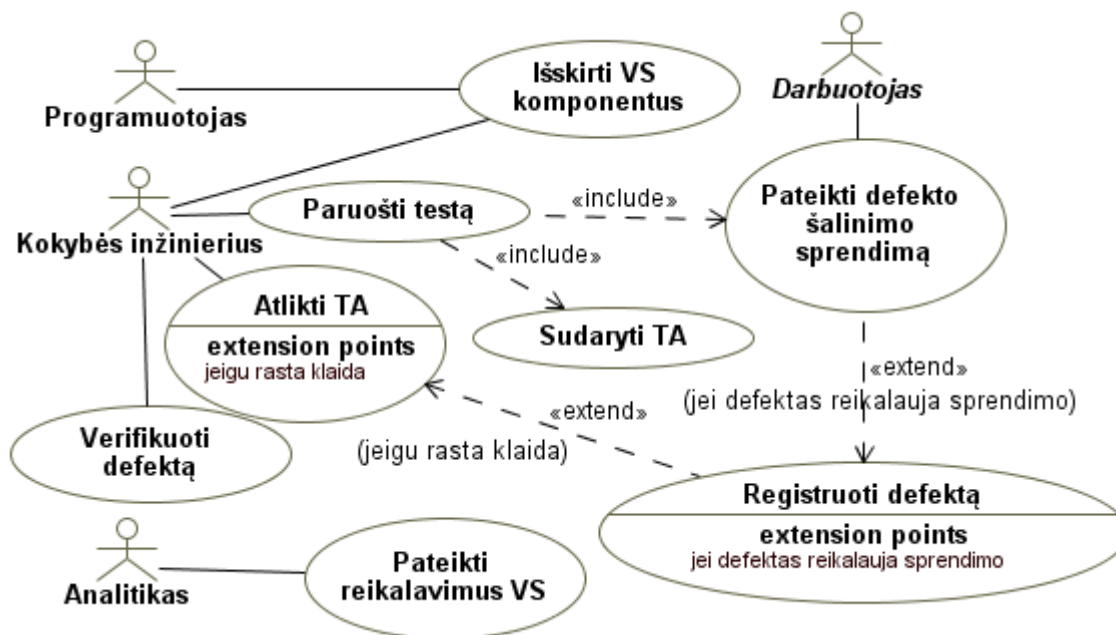 Programuotojas
Išskirti VS
komponentus
Darbuotojas
Kokybės inžinierius
Paruošti testą
«include»
Pateikti defekto
šalinimo
sprendimą
«include»
Atlikti TA
extension points
jeigu rasta klaida
Sudaryti TA
«extend»
(jei defektas reikalauja sprendimo)
«extend»
(jeigu rasta klaida)
Verifikuoti
defektą
Registruoti defektą
extension points
jei defektas reikalauja sprendimo
Analitikas
Pateikti
reikalavimus VS